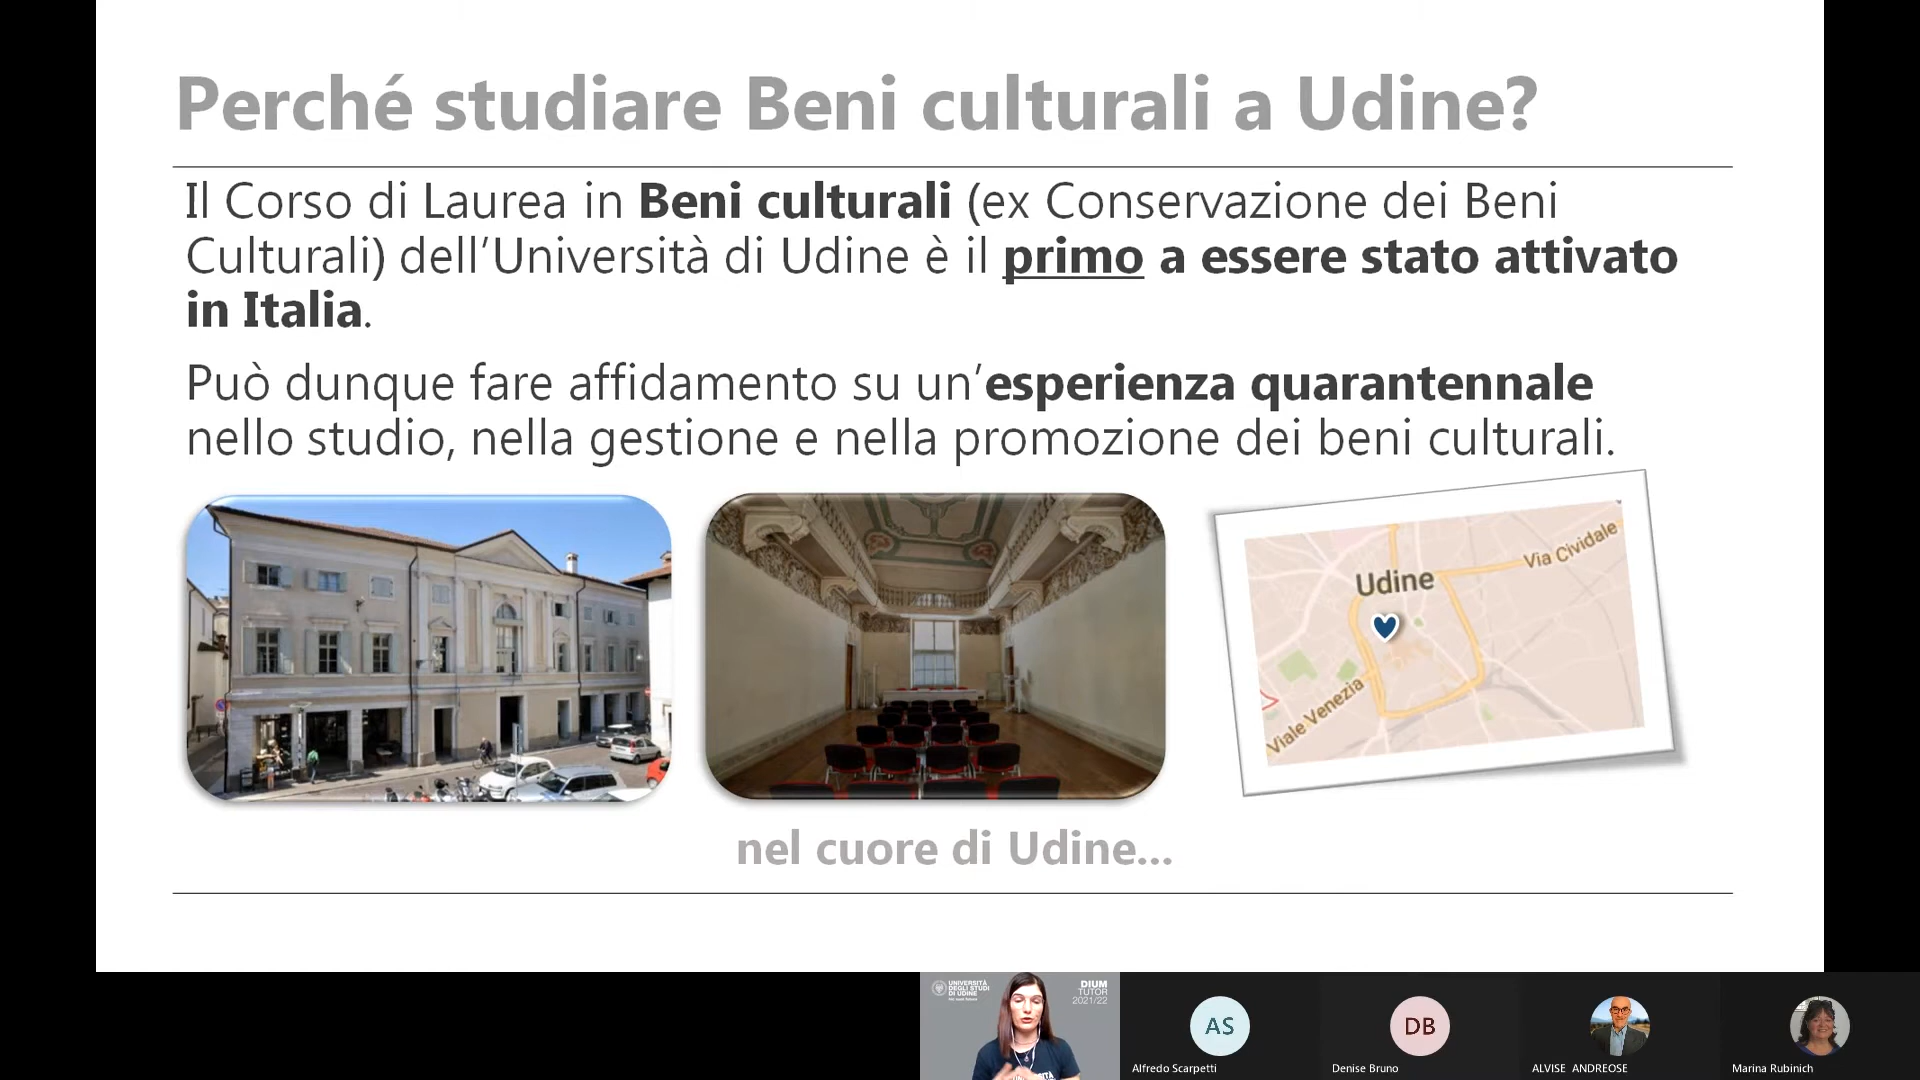 Perché studiare Beni culturali a Udine?
Il Corso di Laurea in Beni culturali (ex Conservazione dei Beni
Culturali) dell’Università di Udine è il primo a essere stato attivato
in Italia.
Può dunque fare affidamento su un’esperienza quarantennale
nello studio, nella gestione e nella promozione dei beni culturali.
Via Cividale
Udine
Viale Venezia
nel cuore di Udine...
UNIVERSITÀ
DEGLI STUDI
DI UDINE
DIUM
TUTOR
2021/22
AS
DB
Alfredo Scarpetti
Denise Bruno
ALVISE ANDREOSE
Marina Rubinich